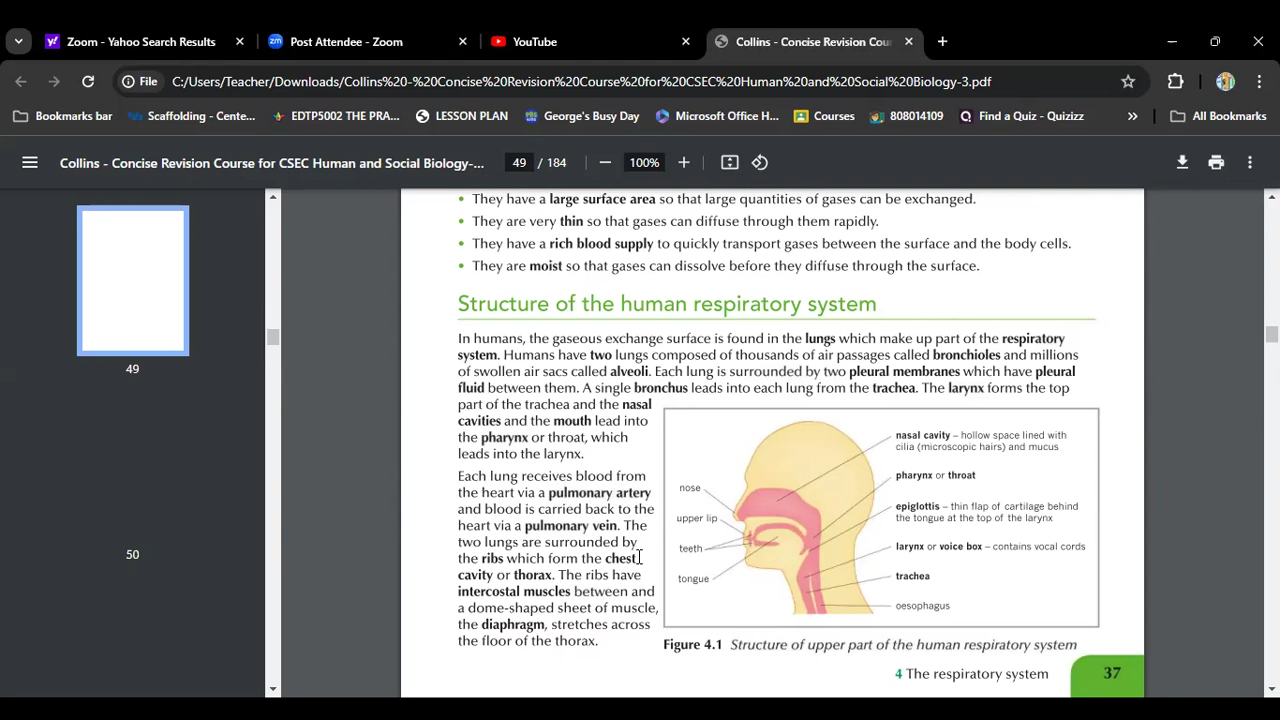 Zoom - Yahoo Search Results
Post Attendee - Zoom
YouTube
Collins - Concise Revision Cou
File
C:/Users/Teacher/Downloads/Collins%20-%20Concise%20Revision%20Course%20for%20CSEC%20Human%20and%20Social%20Biology-3.pdf
Bookmarks bar
Scaffolding - Cente...
EDTP5002 THE PRA...
LESSON PLAN
George's Busy Day
Microsoft Office H...
Courses
808014109
Find a Quiz - Quizizz
All Bookmarks
Collins - Concise Revision Course for CSEC Human and Social Biology-...
49 / 184
100%
49
50
• They have a large surface area so that large quantities of gases can be exchanged.
• They are very thin so that gases can diffuse through them rapidly.
• They have a rich blood supply to quickly transport gases between the surface and the body cells.
• They are moist so that gases can dissolve before they diffuse through the surface.
Structure of the human respiratory system
In humans, the gaseous exchange surface is found in the lungs which make up part of the respiratory
system. Humans have two lungs composed of thousands of air passages called bronchioles and millions
of swollen air sacs called alveoli. Each lung is surrounded by two pleural membranes which have pleural
fluid between them. A single bronchus leads into each lung from the trachea. The larynx forms the top
part of the trachea and the nasal
cavities and the mouth lead into
the pharynx or throat, which
leads into the larynx.
Each lung receives blood from
the heart via a pulmonary artery
and blood is carried back to the
heart via a pulmonary vein. The
two lungs are surrounded by
the ribs which form the chest
cavity or thorax. The ribs have
intercostal muscles between and
a dome-shaped sheet of muscle,
the diaphragm, stretches across
the floor of the thorax.
nose
upper lip
teeth
tongue
nasal cavity – hollow space lined with
cilia (microscopic hairs) and mucus
pharynx or throat
epiglottis – thin flap of cartilage behind
the tongue at the top of the larynx
larynx or voice box – contains vocal cords
trachea
oesophagus
Figure 4.1 Structure of upper part of the human respiratory system
4 The respiratory system
37